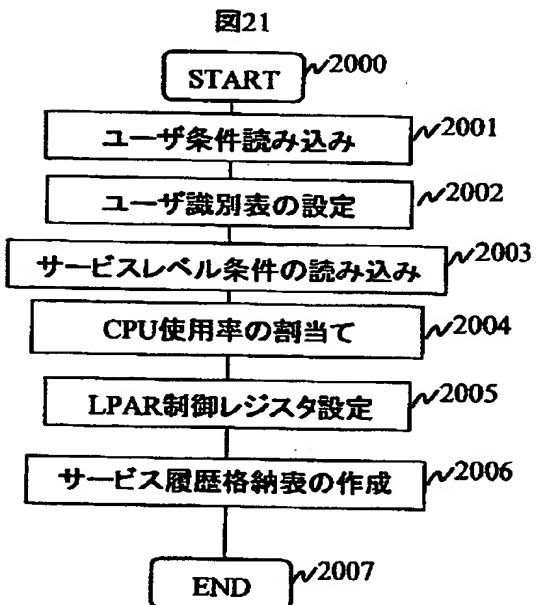 図21
START 2000
ユーザ条件読み込み 2001
ユーザ識別表の設定 2002
サービスレベル条件の読み込み 2003
CPU使用率の割当て 2004
LPAR制御レジスタ設定 2005
サービス履歴格納表の作成 2006
END 2007